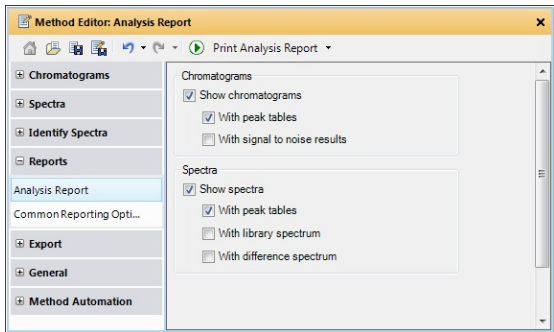 Method Editor: Analysis Report
Print Analysis Report
Chromatograms
Spectra
Identify Spectra
Reports
Analysis Report
Common Reporting Opti...
Export
General
Method Automation
Chromatograms
Show chromatograms
With peak tables
With signal to noise results
Spectra
Show spectra
With peak tables
With library spectrum
With difference spectrum